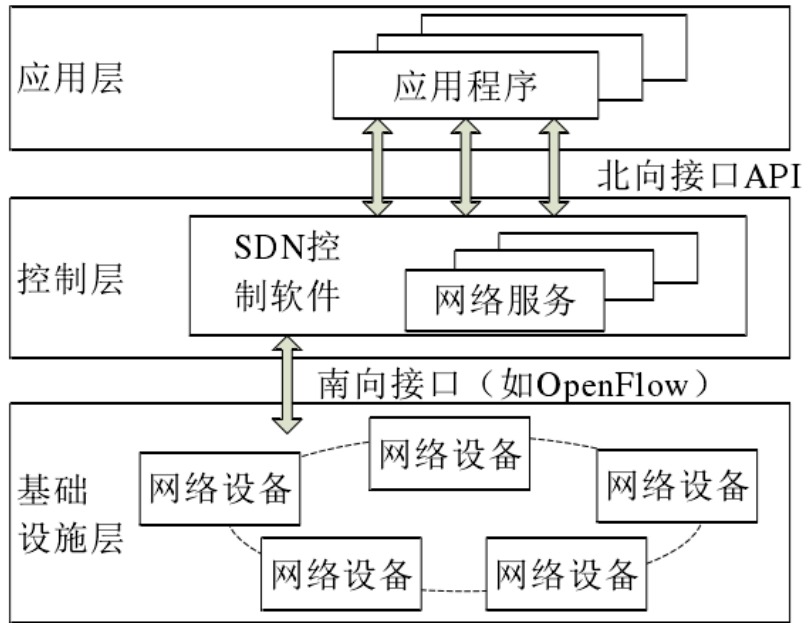 应用层
应用程序
北向接口API
控制层
SDN控
制软件
网络服务
南向接口（如OpenFlow）
基础
设施层
网络设备
网络设备
网络设备
网络设备
网络设备